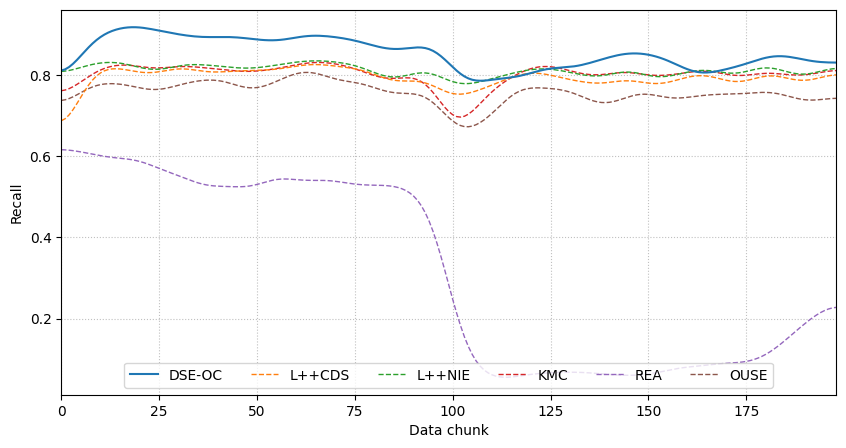 Recall
0.8
0.6
0.4
0.2
DSE-OC L++CDS L++NIE KMC REA OUSE
0 25 50 75 100 125 150 175
Data chunk